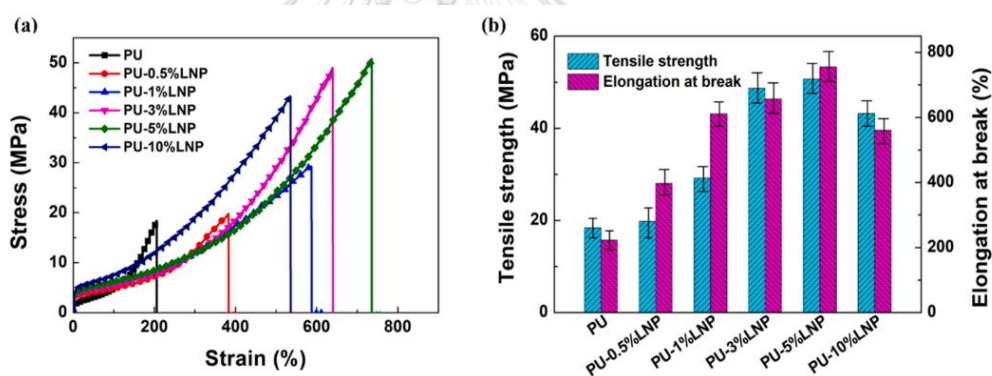 (a)
PU
PU-0.5%LNP
PU-1%LNP
PU-3%LNP
PU-5%LNP
PU-10%LNP
Stress (MPa)
50
40
30
20
10
0
0 200 400 600 800
Strain (%)
(b)
Tensile strength
Elongation at break
Tensile strength (MPa)
60
40
20
0
Elongation at break (%)
800
600
400
200
0
PU PU-0.5%LNP PU-1%LNP PU-3%LNP PU-5%LNP PU-10%LNP